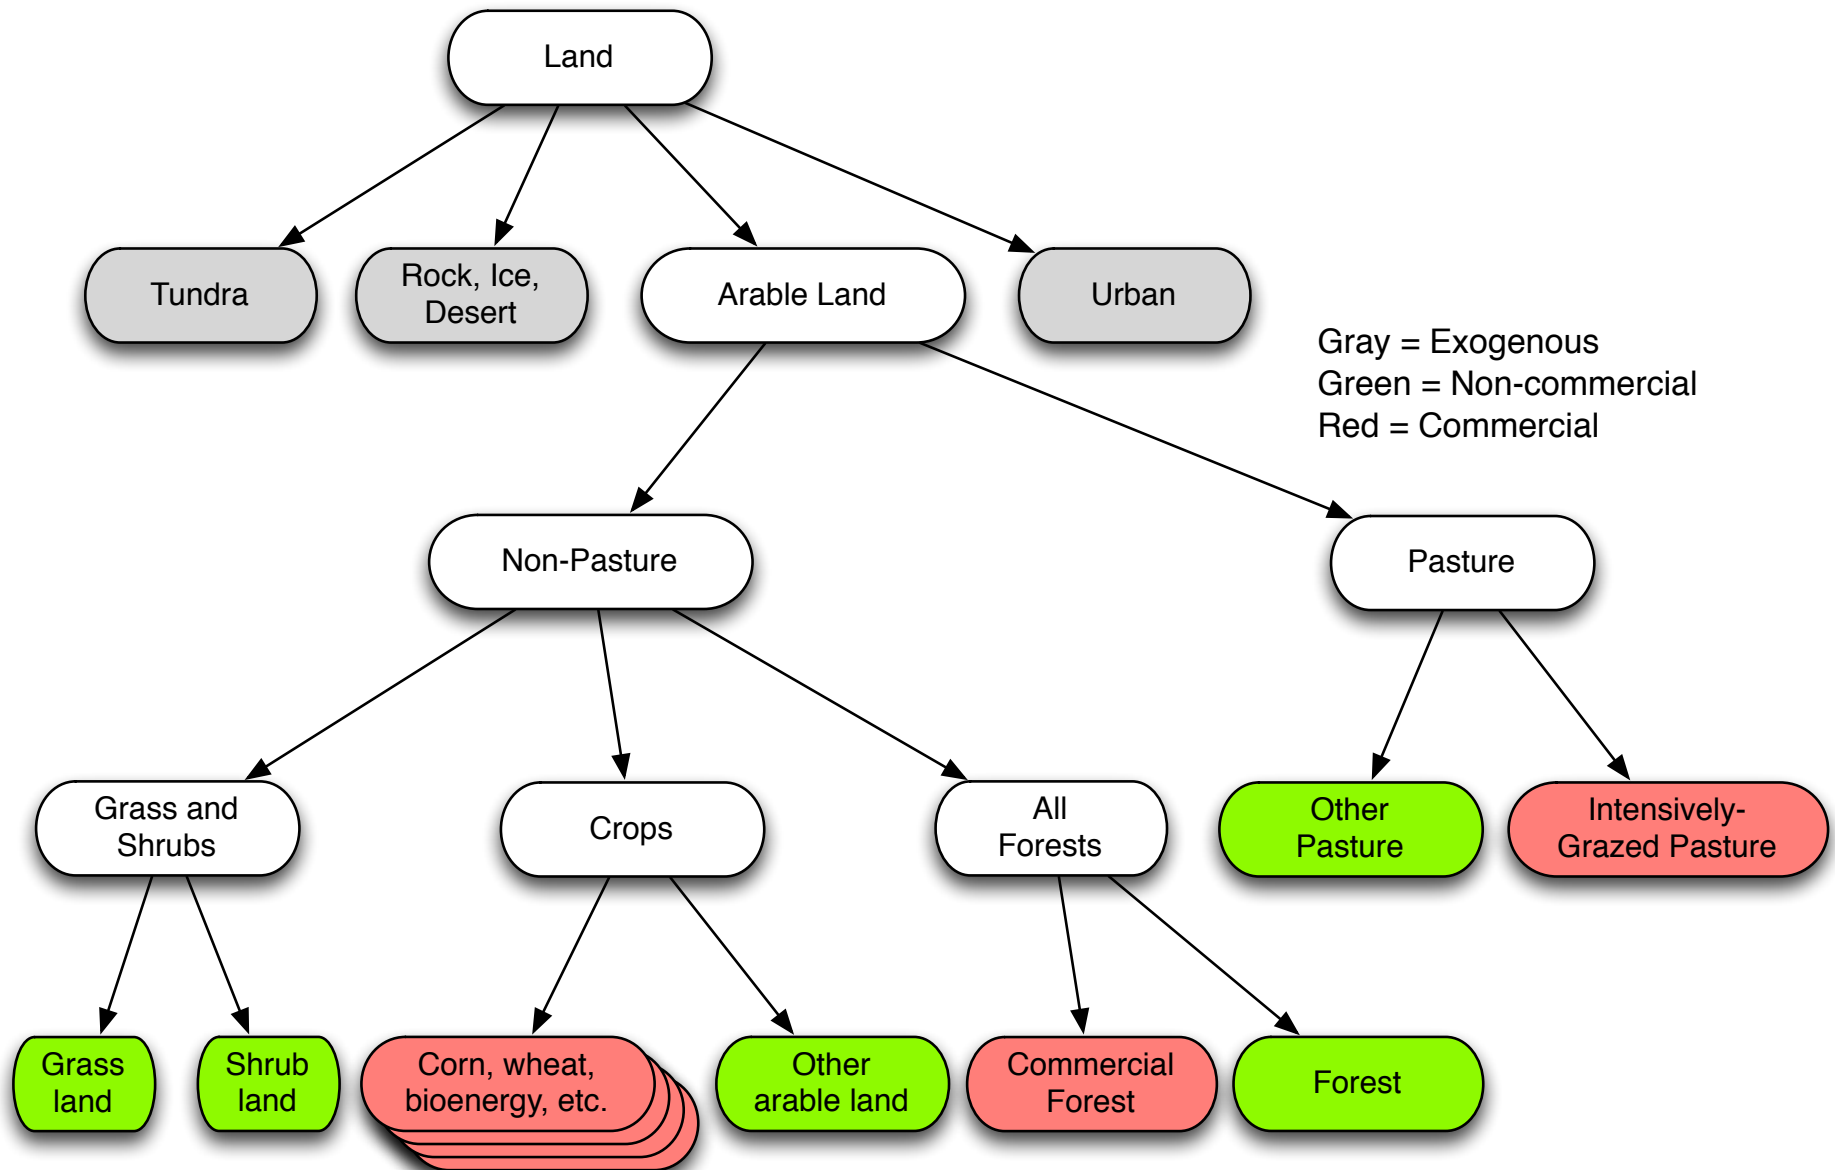 Land
Tundra
Rock, Ice,
Desert
Arable Land
Urban
Gray = Exogenous
Green = Non-commercial
Red = Commercial
Non-Pasture
Pasture
Grass and
Shrubs
Crops
All
Forests
Other
Pasture
Intensively-
Grazed Pasture
Grass
land
Shrub
land
Corn, wheat,
bioenergy, etc.
Other
arable land
Commercial
Forest
Forest